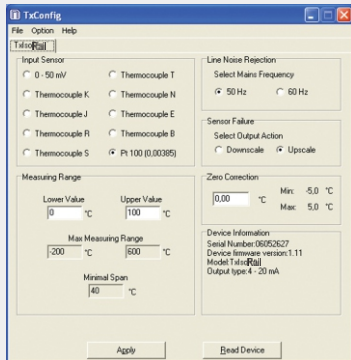 TxConfig
File Option Help
TxIsoRail
Input Sensor
0 - 50 mV
Thermocouple T
Thermocouple K
Thermocouple N
Thermocouple J
Thermocouple E
Thermocouple R
Thermocouple B
Thermocouple S
Pt 100 (0,00385)
Line Noise Rejection
Select Mains Frequency
50 Hz
60 Hz
Sensor Failure
Select Output Action
Downscale
Upscale
Measuring Range
Lower Value
Upper Value
0 °C
100 °C
Max Measuring Range
-200 °C
600 °C
Minimal Span
40 °C
Zero Correction
0,00 °C
Min: -5,0 °C
Max: 5,0 °C
Device Information
Serial Number:06052627
Device firmware version:1.11
Model:TxIsoRail
Output type:4 - 20 mA
Apply
Read Device